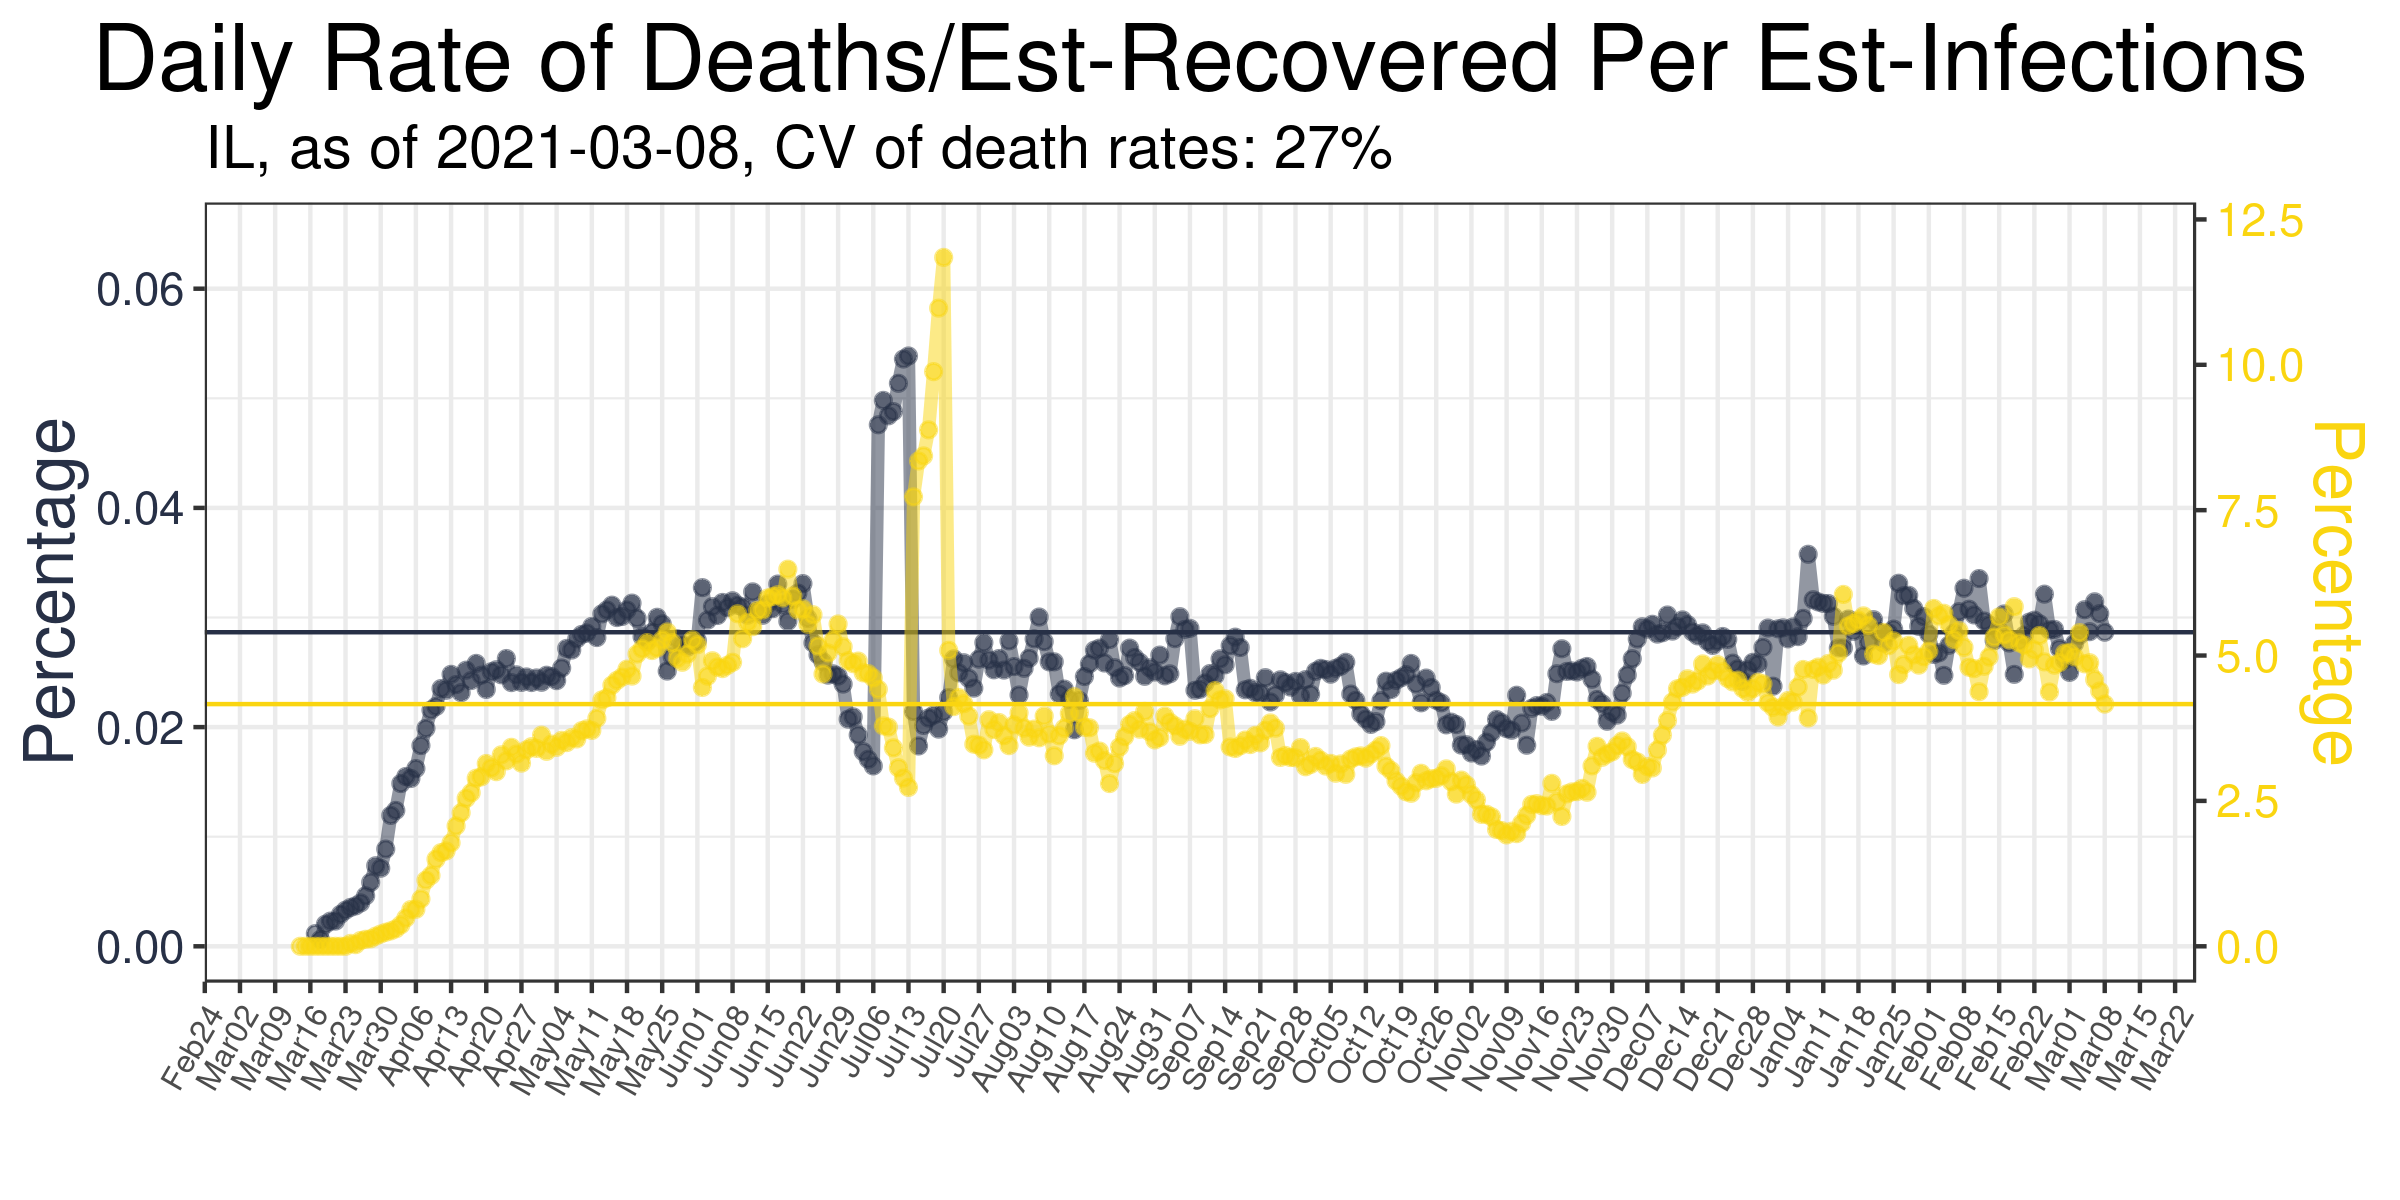 Daily Rate of Deaths/Est-Recovered Per Est-Infections
IL, as of 2021-03-08, CV of death rates: 27%
Percentage
0.06
0.04
0.02
0.00
12.5
10.0
7.5
5.0
2.5
0.0
Percentage
Feb24
Mar02
Mar09
Mar16
Mar23
Mar30
Apr06
Apr13
Apr20
Apr27
May04
May11
May18
May25
Jun01
Jun08
Jun15
Jun22
Jun29
Jul06
Jul13
Jul20
Jul27
Aug03
Aug10
Aug17
Aug24
Aug31
Sep07
Sep14
Sep21
Sep28
Oct05
Oct12
Oct19
Oct26
Nov02
Nov09
Nov16
Nov23
Nov30
Dec07
Dec14
Dec21
Dec28
Jan04
Jan11
Jan18
Jan25
Feb01
Feb08
Feb15
Feb22
Mar01
Mar08
Mar15
Mar22